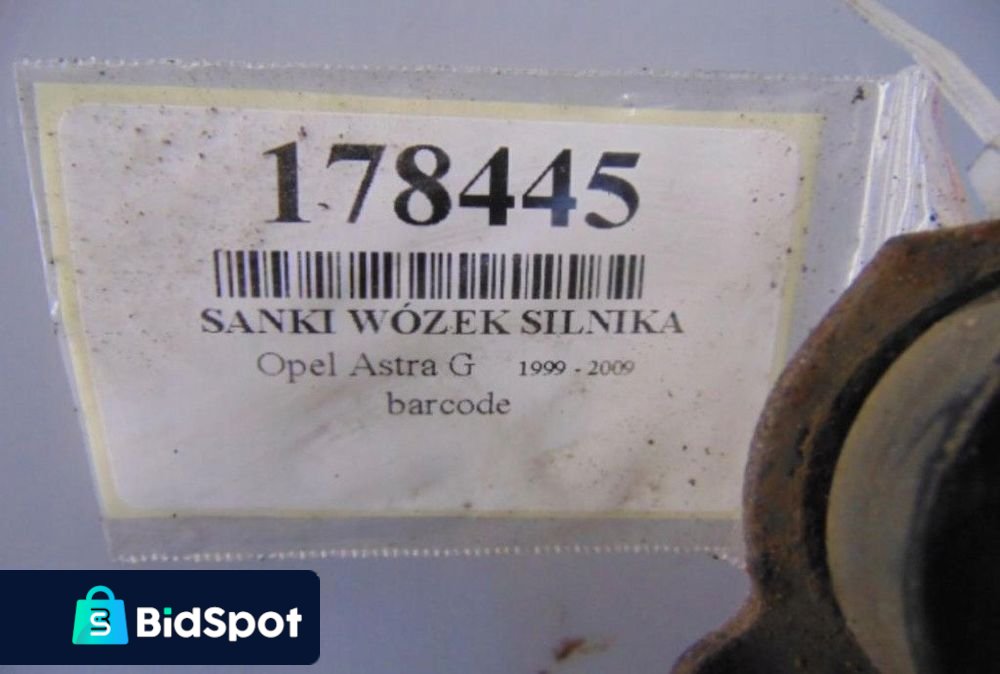 178445
SANKI WÓZEK SILNIKA
Opel Astra G 1999 - 2009
barcode
BidSpot